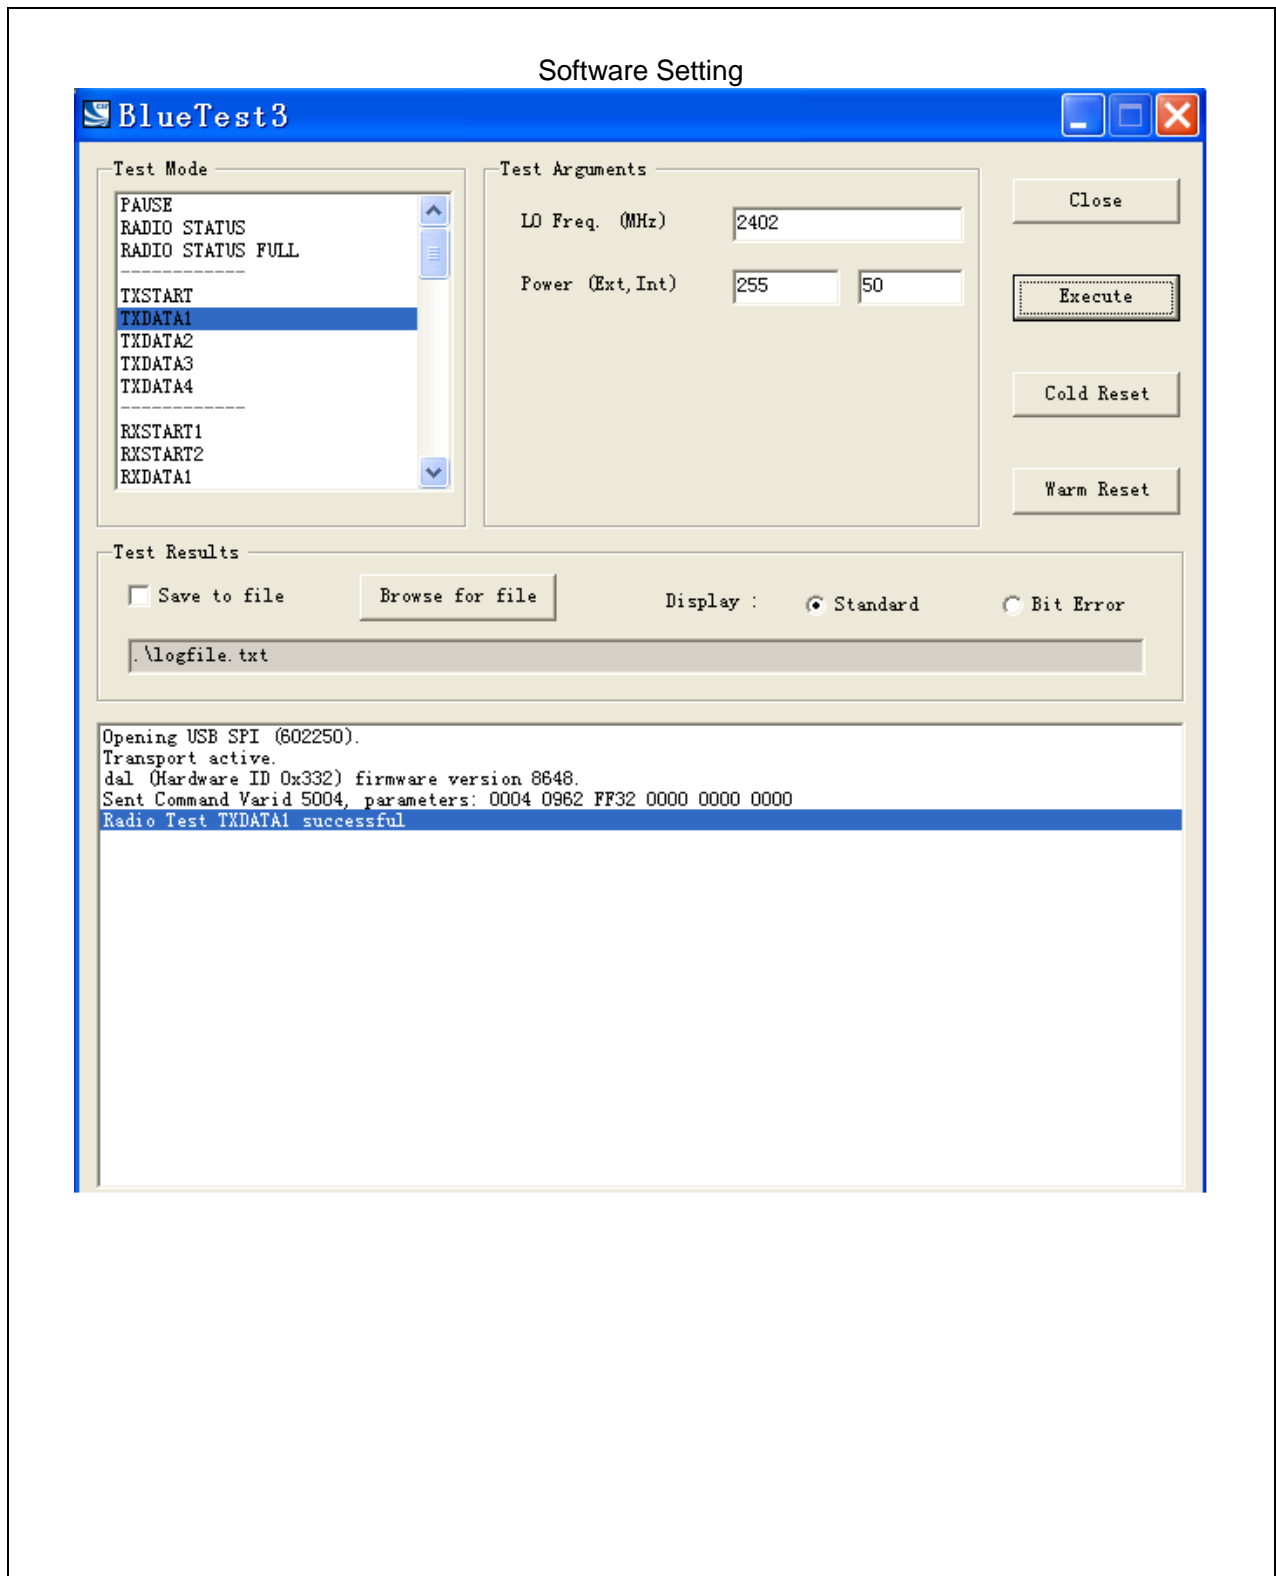 Software Setting
CSR
BlueTest3
Test Mode
PAUSE
RADIO STATUS
RADIO STATUS FULL
------------
TXSTART
TXDATA1
TXDATA2
TXDATA3
TXDATA4
------------
RXSTART1
RXSTART2
RXDATA1
Test Arguments
LO Freq. (MHz)
2402
Power (Ext,Int)
255
50
Close
Execute
Cold Reset
Warm Reset
Test Results
Save to file
Browse for file
Display :
Standard
Bit Error
.\logfile.txt
Opening USB SPI (602250).
Transport active.
dal (Hardware ID 0x332) firmware version 8648.
Sent Command Varid 5004, parameters: 0004 0962 FF32 0000 0000 0000
Radio Test TXDATA1 successful